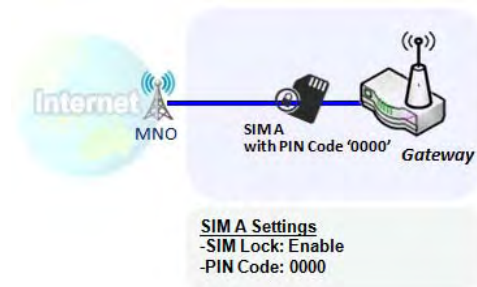 Internet
MNO
SIM A
with PIN Code '0000'
Gateway
SIM A Settings
-SIM Lock: Enable
-PIN Code: 0000